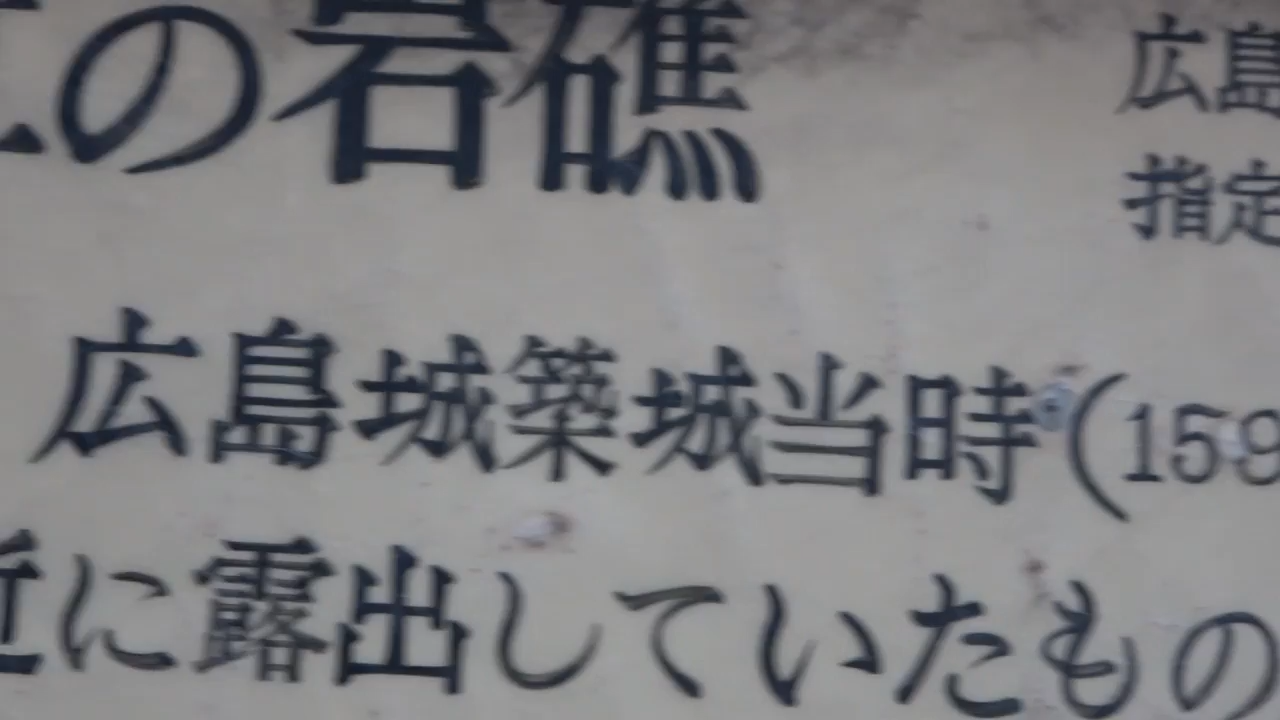 の岩礁
広島
指定
広島城築城当時(159
近に露出していたもの